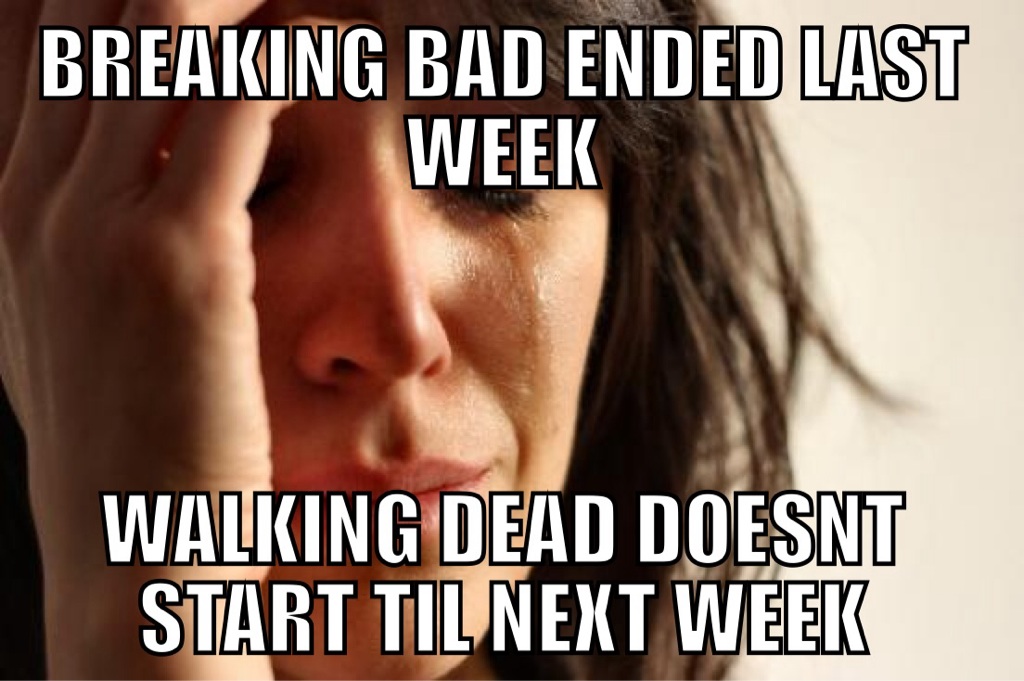 BREAKING BAD ENDED LAST
WEEK
WALKING DEAD DOESNT
START TIL NEXT WEEK